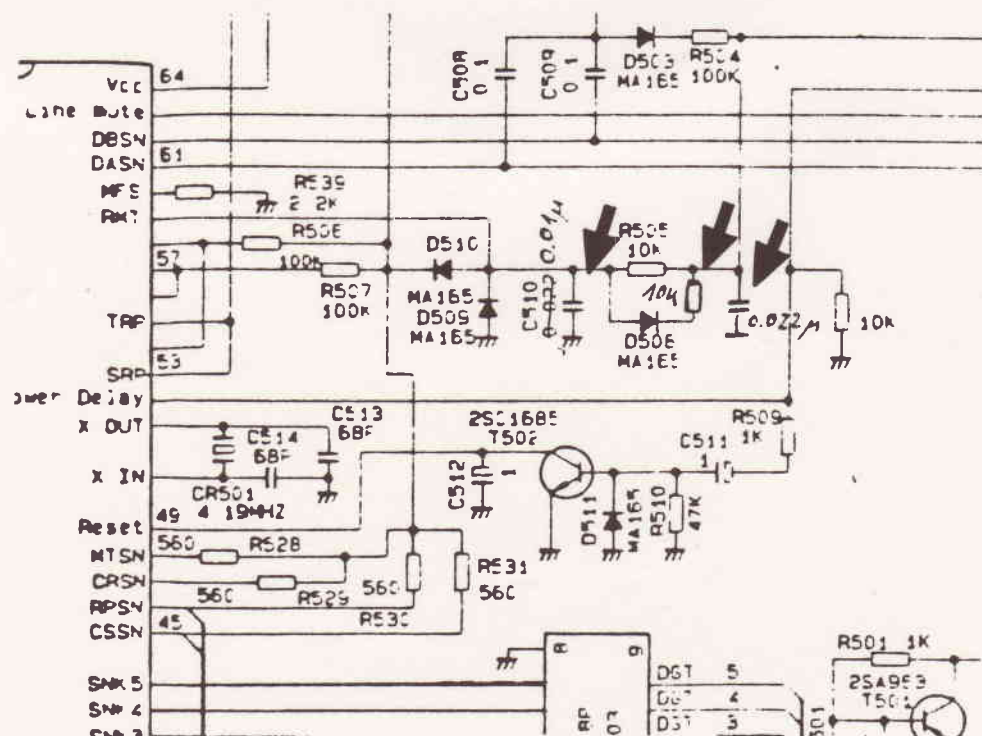 Vcc 64
Line Mute
DBSN
DASN 61
MFS
RMT
57
TRP
53
SRP
ower Delay
X OUT
X IN
Reset 49
MTSN
CRSN
RPSN
CSSN 45
SNK 5
SNK 4
SNK 3
R539
2 2K
R506
100K
R507
100K
D510
MA165
D509
MA165
C508
0 1
C509
0 1
D503
MA165
R504
100K
C510
0.01µ
R505
10K
10µ
D506
MA165
0.022µ
10K
C513
68P
C514
68P
CR501
4 19MHZ
C512
1
2SC1685
T502
C511
1
R509
1K
D511
MA165
R510
47K
560
R528
560
R529
560
R530
R531
560
8
9
DGT 5
DGT 4
DGT 3
R501 1K
2SA953
T501